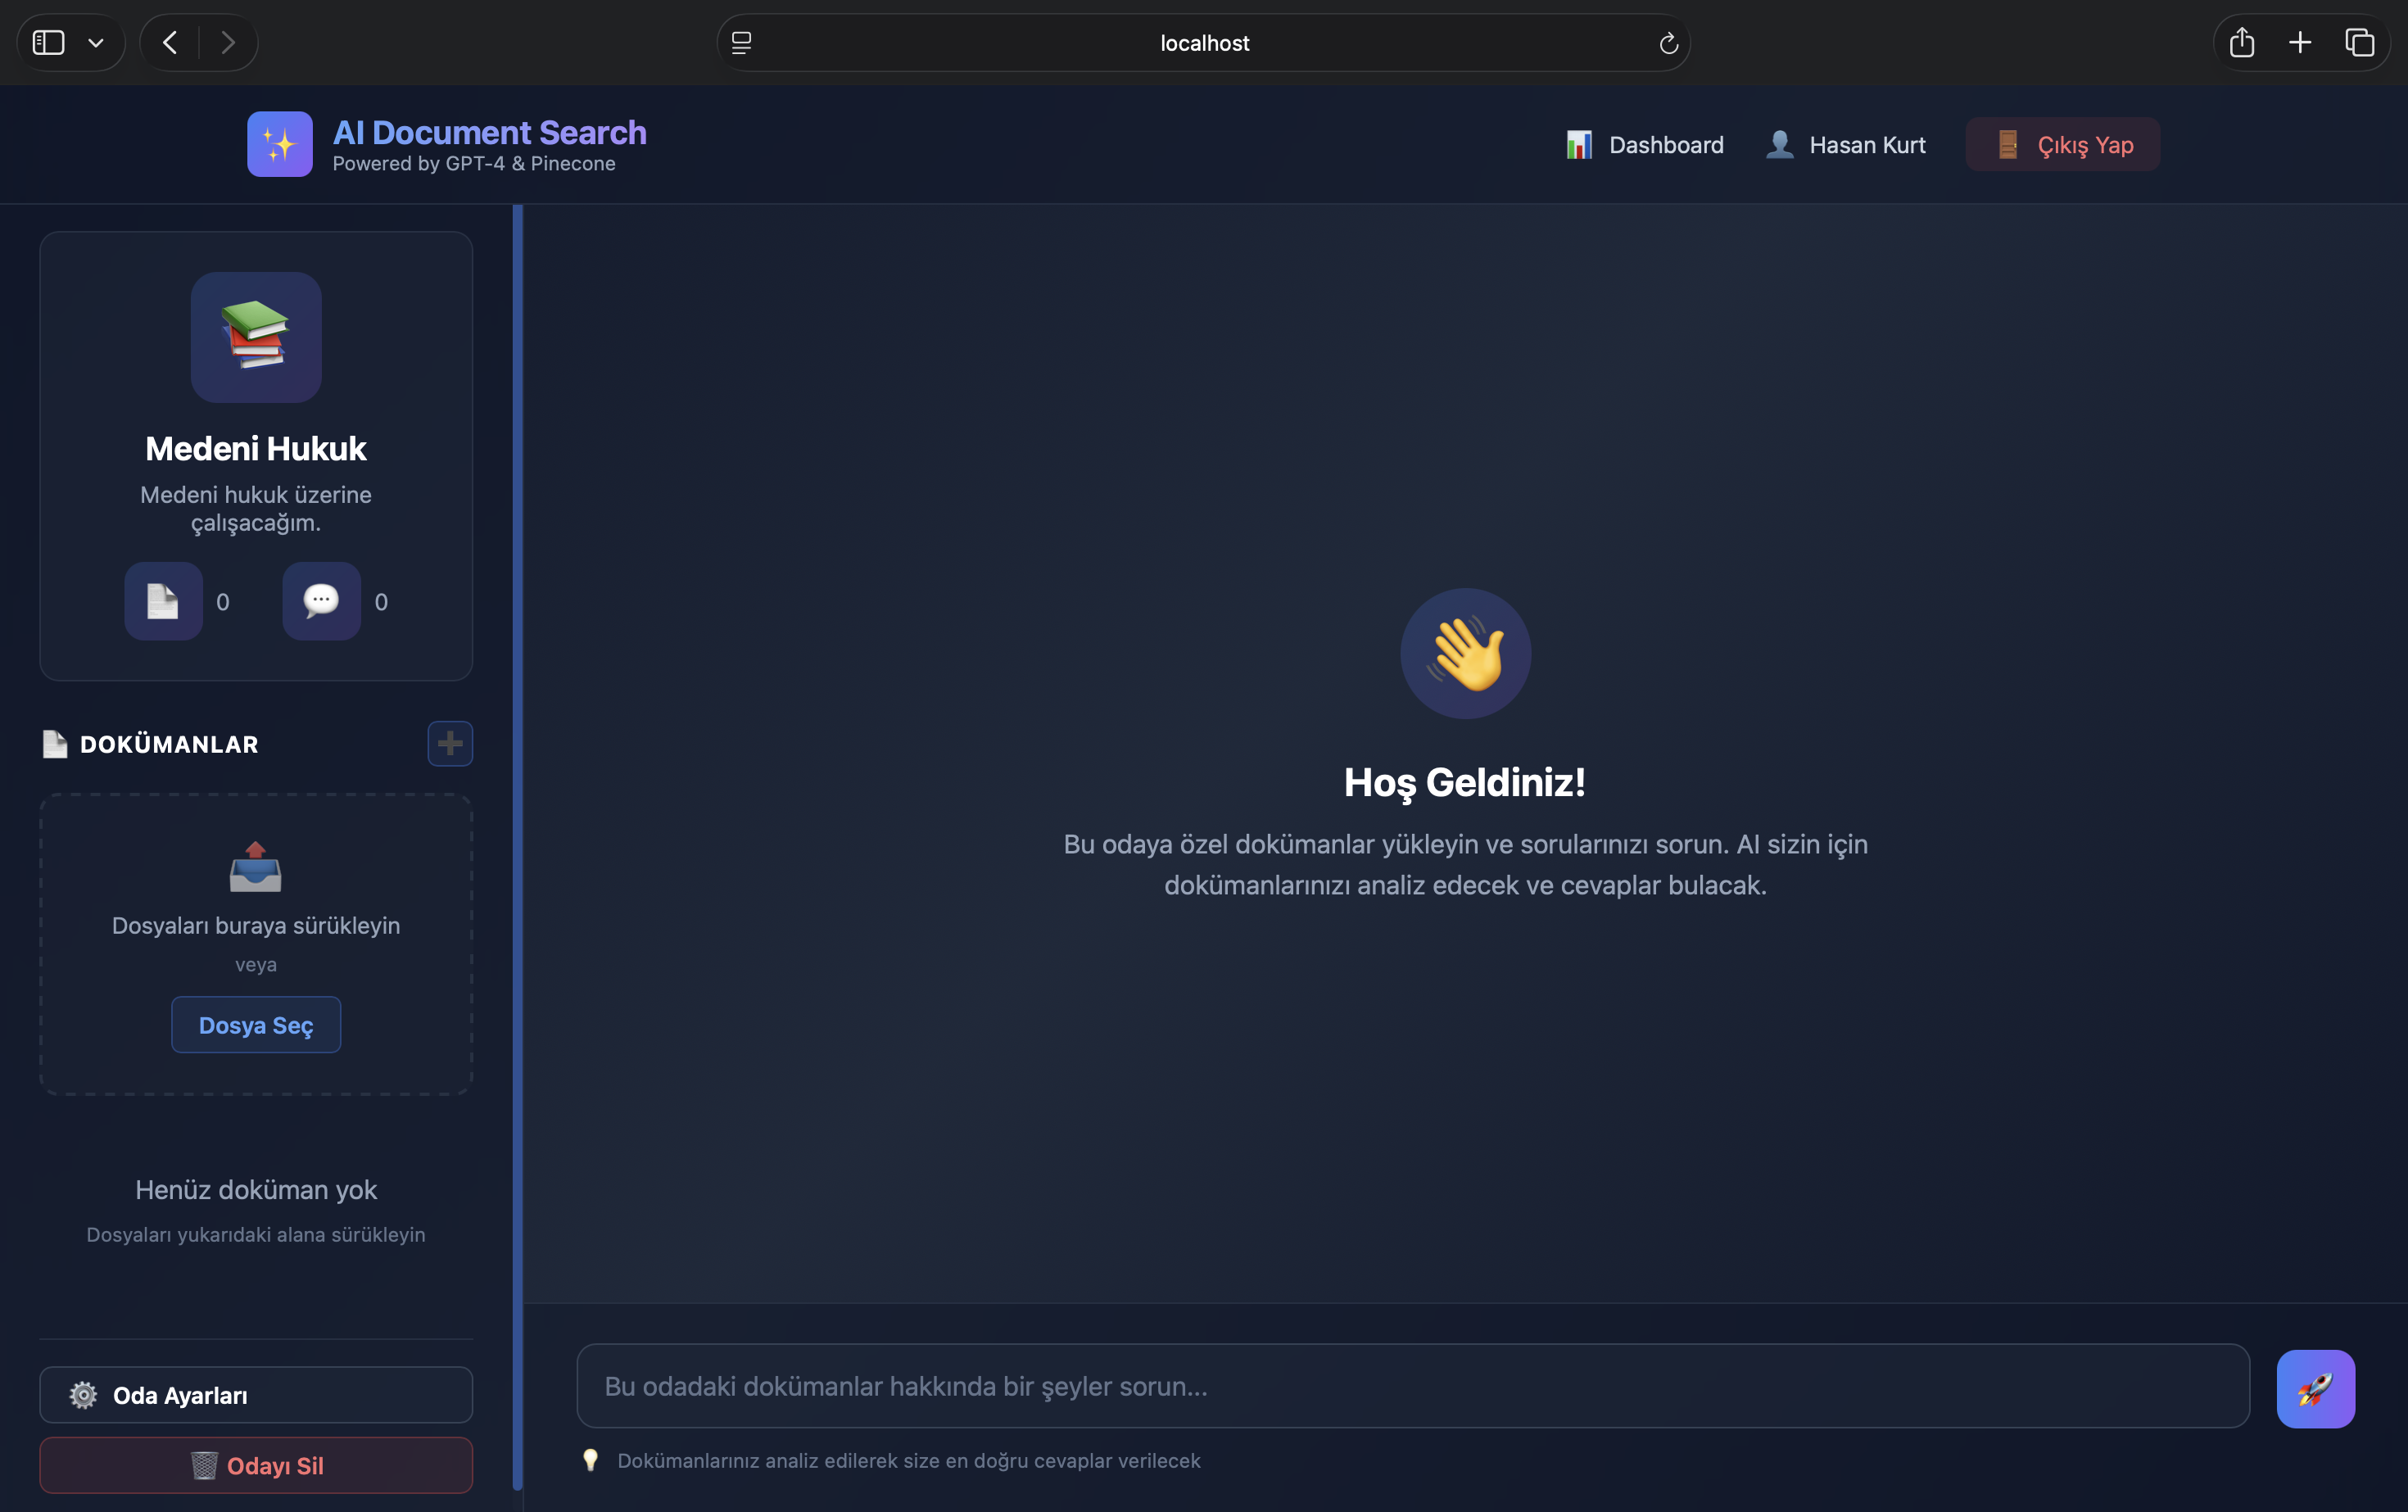 localhost
AI Document Search
Powered by GPT-4 & Pinecone
Dashboard
Hasan Kurt
Çıkış Yap
Medeni Hukuk
Medeni hukuk üzerine
çalışacağım.
0
0
DOKÜMANLAR
Dosyaları buraya sürükleyin
veya
Dosya Seç
Henüz doküman yok
Dosyaları yukarıdaki alana sürükleyin
Oda Ayarları
Odayı Sil
Hoş Geldiniz!
Bu odaya özel dokümanlar yükleyin ve sorularınızı sorun. AI sizin için
dokümanlarınızı analiz edecek ve cevaplar bulacak.
Bu odadaki dokümanlar hakkında bir şeyler sorun...
Dokümanlarınız analiz edilerek size en doğru cevaplar verilecek